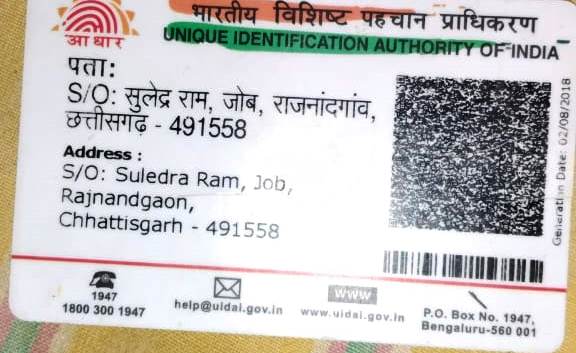 भारतीय विशिष्ट पहचान प्राधिकरण
आधार
UNIQUE IDENTIFICATION AUTHORITY OF INDIA
पता:
S/O: सुलेद्र राम, जोब, राजनांदगांव,
छत्तीसगढ़ - 491558
Address :
S/O: Suledra Ram, Job,
Rajnandgaon,
Chhattisgarh - 491558
Generation Date: 02/08/2018
1947
1800 300 1947
help@uidai.gov.in
www
www.uidai.gov.in
P.O. Box No. 1947,
Bengaluru-560 001